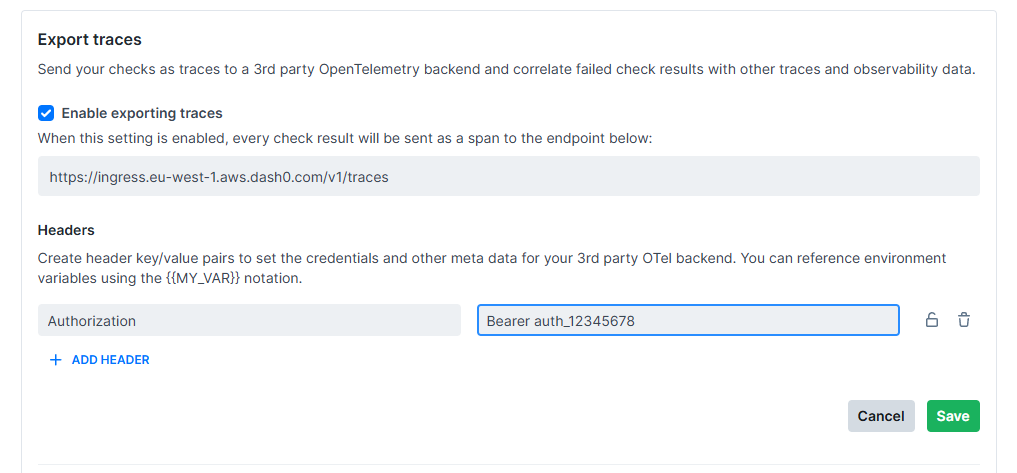 Export traces
Send your checks as traces to a 3rd party OpenTelemetry backend and correlate failed check results with other traces and observability data.
Enable exporting traces
When this setting is enabled, every check result will be sent as a span to the endpoint below:
https://ingress.eu-west-1.aws.dash0.com/v1/traces
Headers
Create header key/value pairs to set the credentials and other meta data for your 3rd party OTel backend. You can reference environment
variables using the {{MY_VAR}} notation.
Authorization
Bearer auth_12345678
ADD HEADER
Cancel
Save